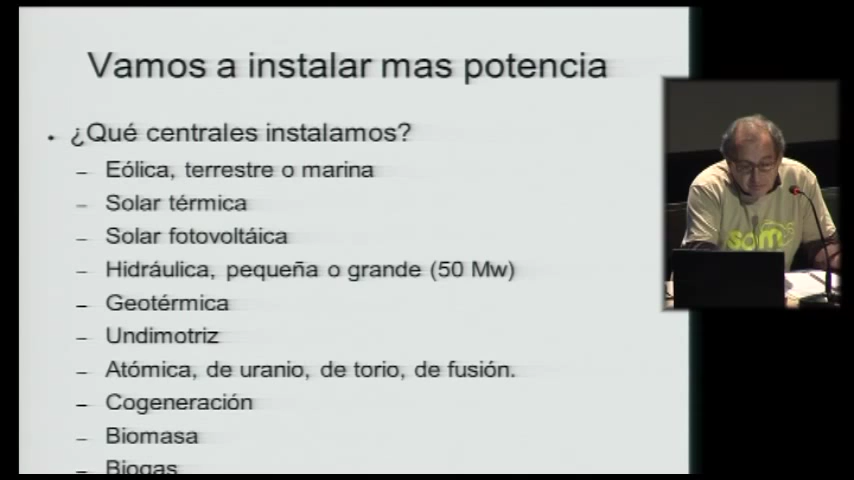 Vamos a instalar mas potencia
• ¿Qué centrales instalamos?
– Eólica, terrestre o marina
– Solar térmica
– Solar fotovoltáica
– Hidráulica, pequeña o grande (50 Mw)
– Geotérmica
– Undimotriz
– Atómica, de uranio, de torio, de fusión.
– Cogeneración
– Biomasa
– Biogas
som